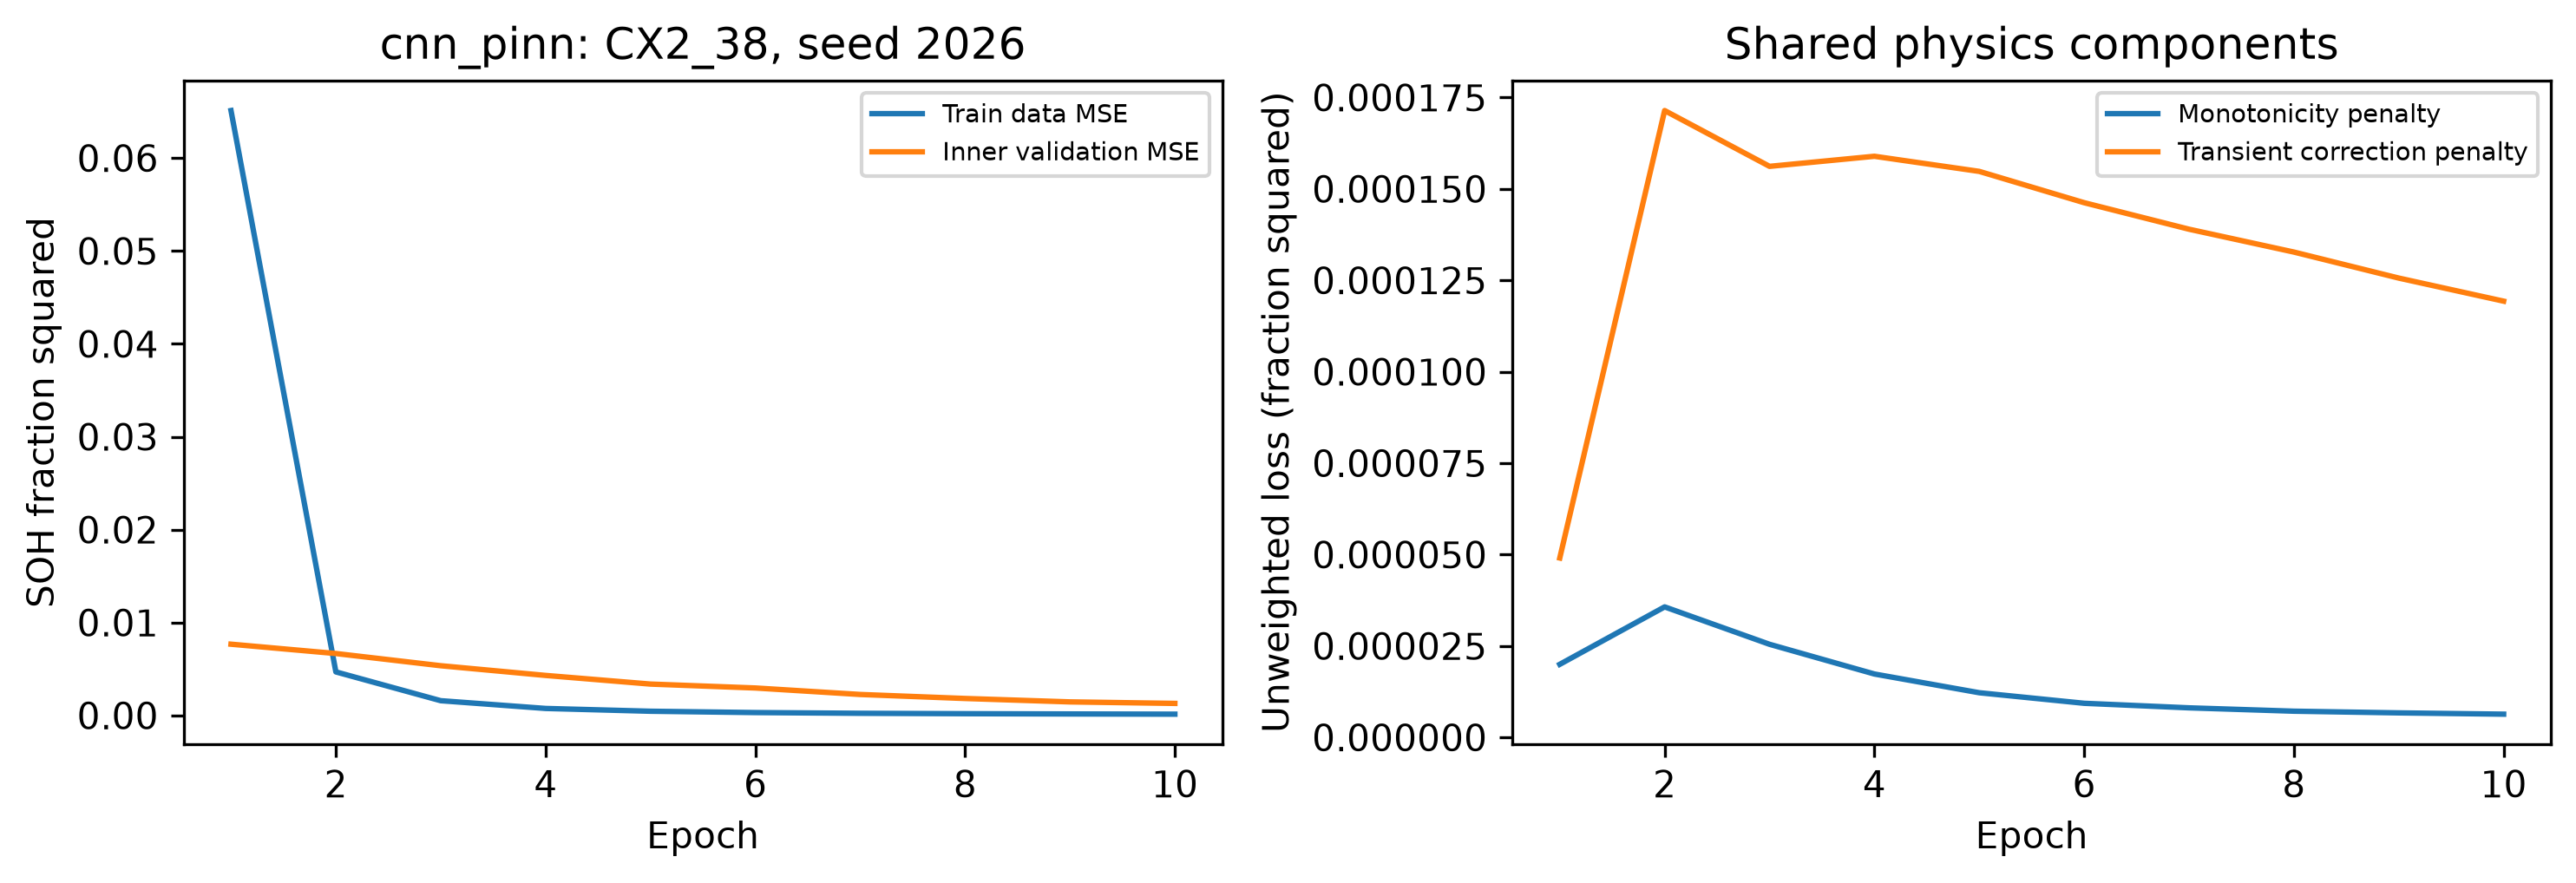 cnn_pinn: CX2_38, seed 2026
Train data MSE
Inner validation MSE
SOH fraction squared
0.06
0.05
0.04
0.03
0.02
0.01
0.00
2 4 6 8 10
Epoch
Shared physics components
Monotonicity penalty
Transient correction penalty
Unweighted loss (fraction squared)
0.000175
0.000150
0.000125
0.000100
0.000075
0.000050
0.000025
0.000000
2 4 6 8 10
Epoch